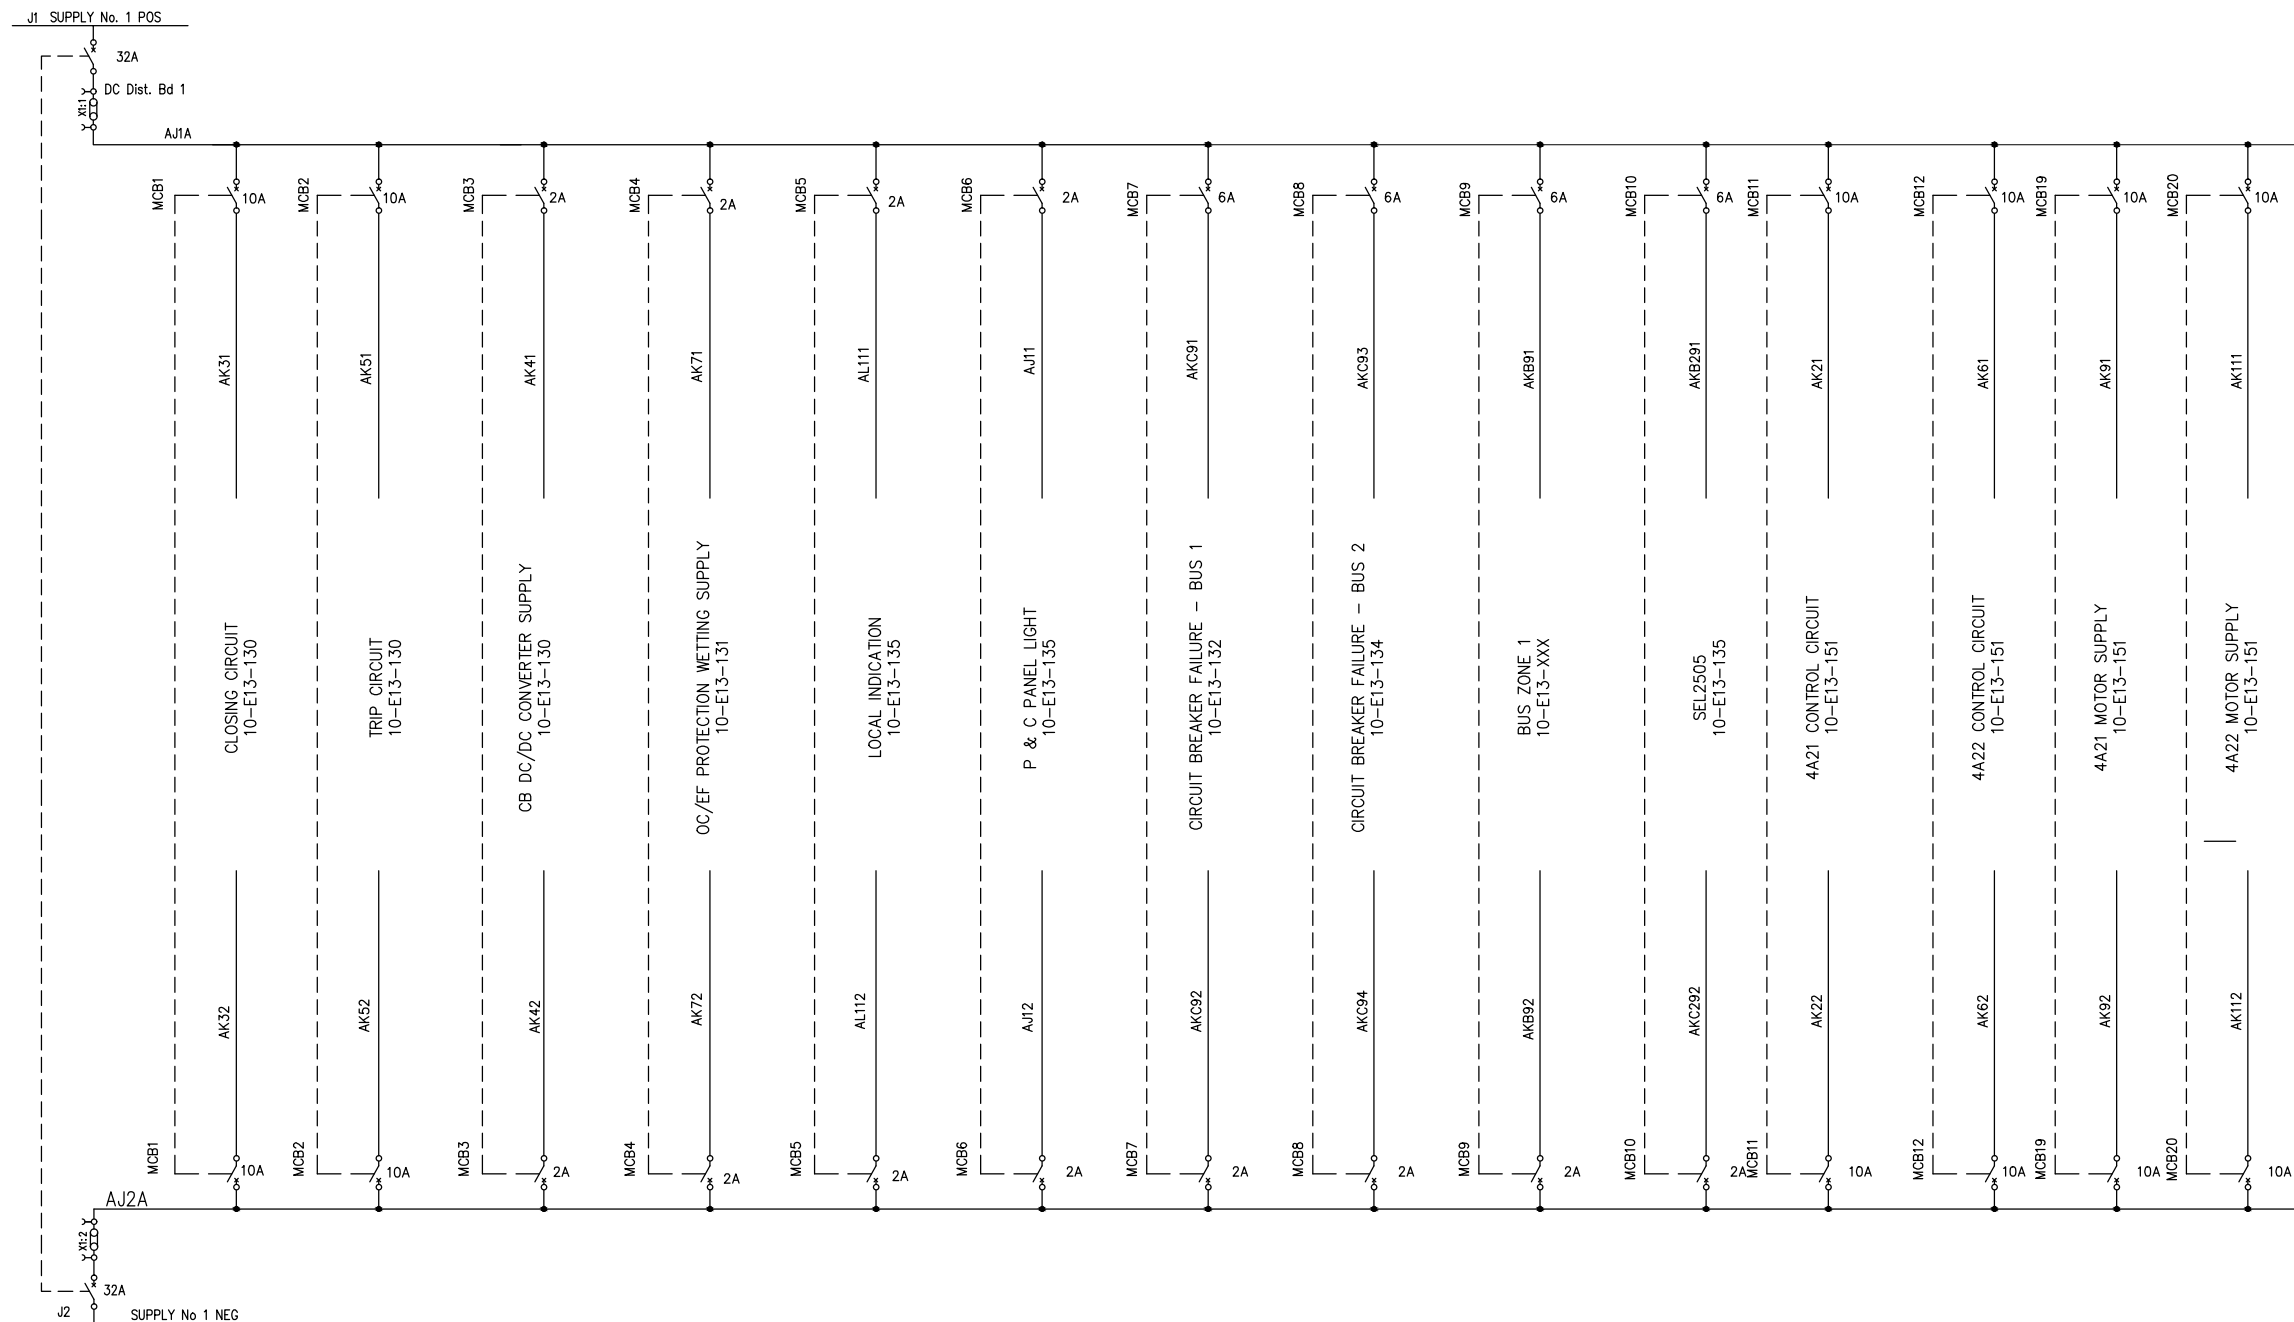 J1 SUPPLY No. 1 POS
32A
DC Dist. Bd 1
X1:1
AJ1A
MCB1
10A
MCB2
10A
MCB3
2A
MCB4
2A
MCB5
2A
MCB6
2A
MCB7
6A
MCB8
6A
MCB9
6A
MCB10
6A
MCB11
10A
MCB12
10A
MCB19
10A
MCB20
10A
AK31
AK51
AK41
AK71
AL111
AJ11
AKC91
AKC93
AKB91
AKB291
AK21
AK61
AK91
AK111
CLOSING CIRCUIT
10-E13-130
TRIP CIRCUIT
10-E13-130
CB DC/DC CONVERTER SUPPLY
10-E13-130
OC/EF PROTECTION WETTING SUPPLY
10-E13-131
LOCAL INDICATION
10-E13-135
P & C PANEL LIGHT
10-E13-135
CIRCUIT BREAKER FAILURE - BUS 1
10-E13-132
CIRCUIT BREAKER FAILURE - BUS 2
10-E13-134
BUS ZONE 1
10-E13-XXX
SEL2505
10-E13-135
4A21 CONTROL CIRCUIT
10-E13-151
4A22 CONTROL CIRCUIT
10-E13-151
4A21 MOTOR SUPPLY
10-E13-151
4A22 MOTOR SUPPLY
10-E13-151
AK32
AK52
AK42
AK72
AL112
AJ12
AKC92
AKC94
AKB92
AKC292
AK22
AK62
AK92
AK112
MCB1
10A
MCB2
10A
MCB3
2A
MCB4
2A
MCB5
2A
MCB6
2A
MCB7
2A
MCB8
2A
MCB9
2A
MCB10
2A
MCB11
10A
MCB12
10A
MCB19
10A
MCB20
10A
AJ2A
X1:2
32A
J2
SUPPLY No 1 NEG